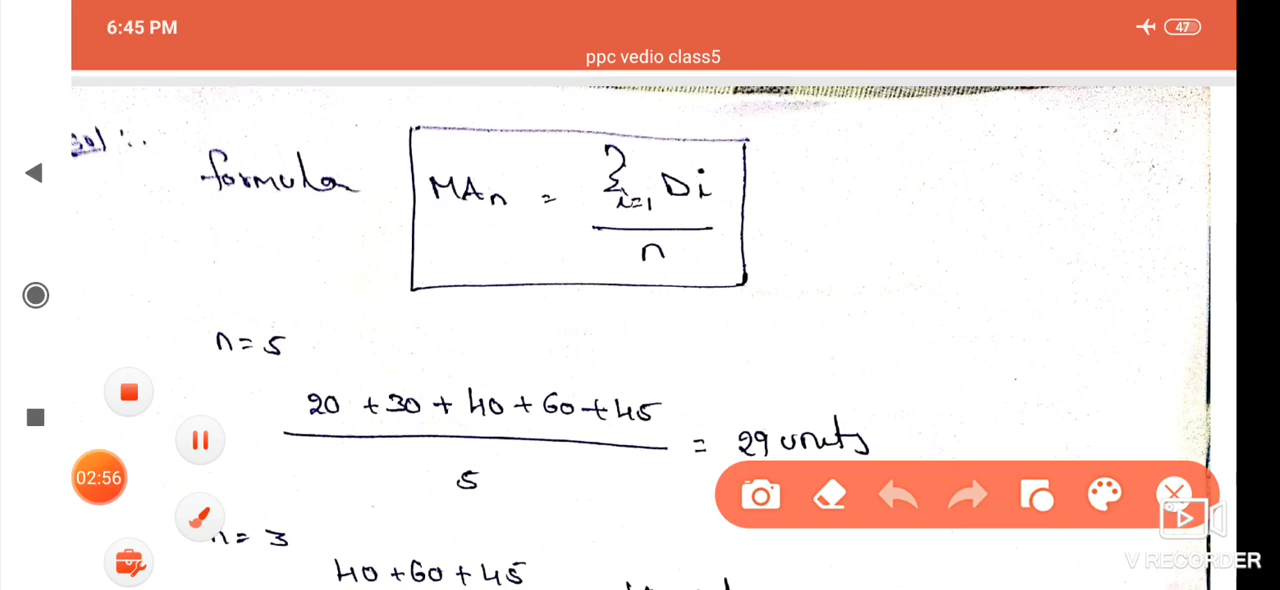 6:45 PM
47
ppc vedio class5
Sol :.
formula
MAn = Σ i=1 Di
n
n = 5
20 + 30 + 40 + 60 + 45
= 29 units
5
02:56
n = 3
40 + 60 + 45
V RECORDER